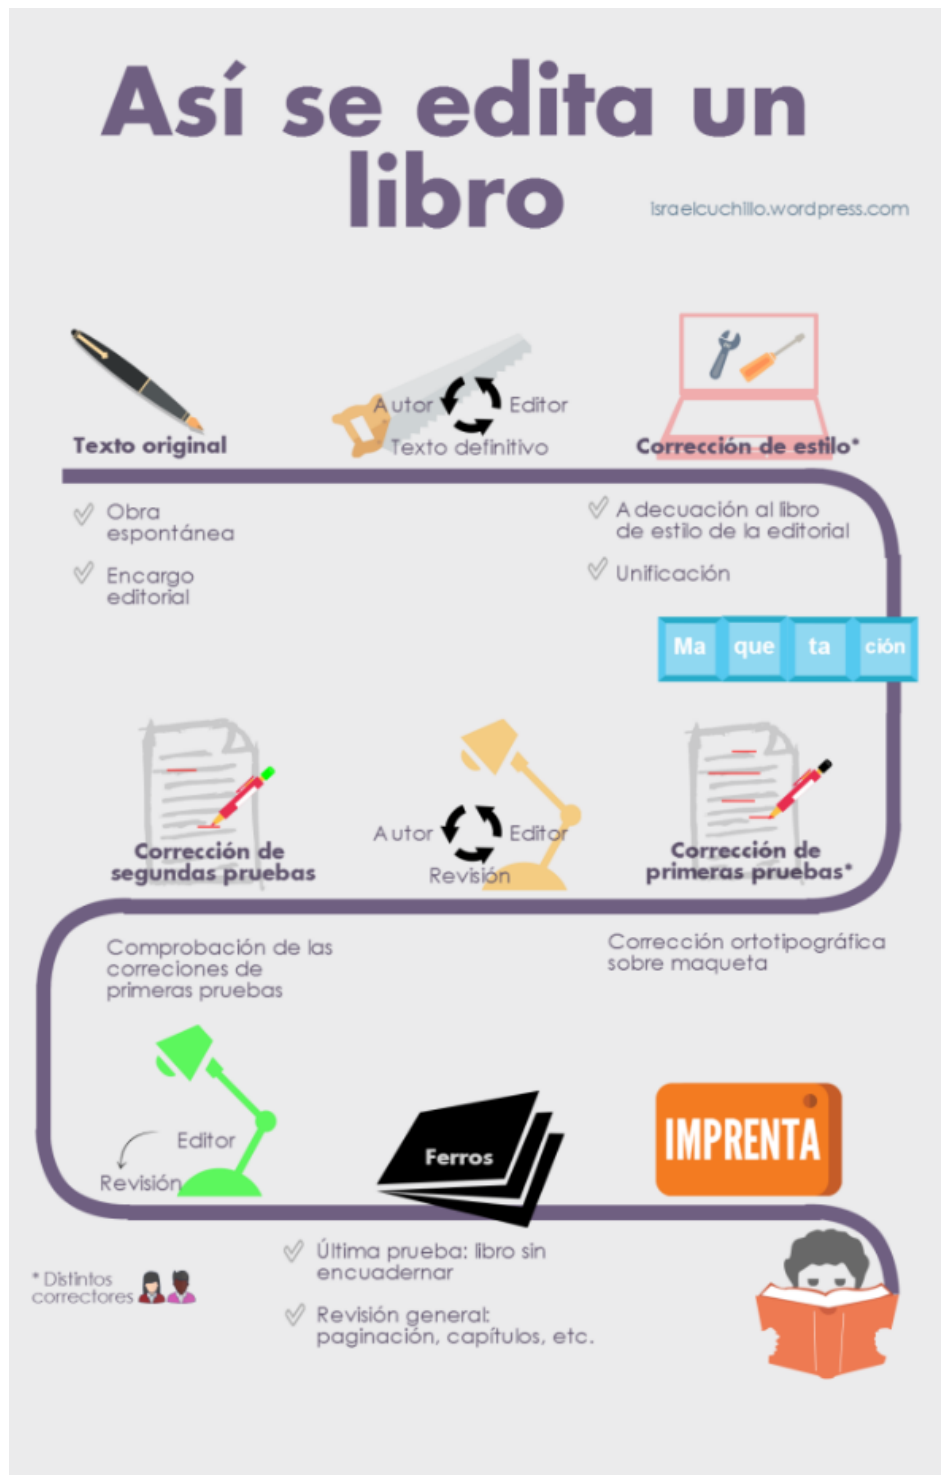 Así se edita un
libro
israelcuchillo.wordpress.com
Autor Editor
Texto original
Texto definitivo
Corrección de estilo*
Obra
espontánea
Encargo
editorial
Adecuación al libro
de estilo de la editorial
Unificación
Ma que ta ción
Corrección de
primeras pruebas*
Autor Editor
Revisión
Corrección de
segundas pruebas
Corrección ortotipográfica
sobre maqueta
Comprobación de las
correciones de
primeras pruebas
Editor
Revisión
Ferros
IMPRENTA
Última prueba: libro sin
encuadernar
Revisión general:
paginación, capítulos, etc.
* Distintos
correctores